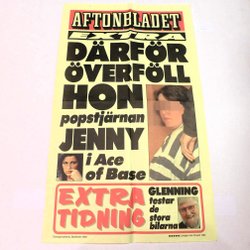 AFTONBLADET
EXTRA
DÄRFÖR
ÖVERFÖLL
HON
popstjärnan
JENNY
i Ace
of Base
EXTRA
TIDNING
GLENNING
testar
de
stora
bilarna